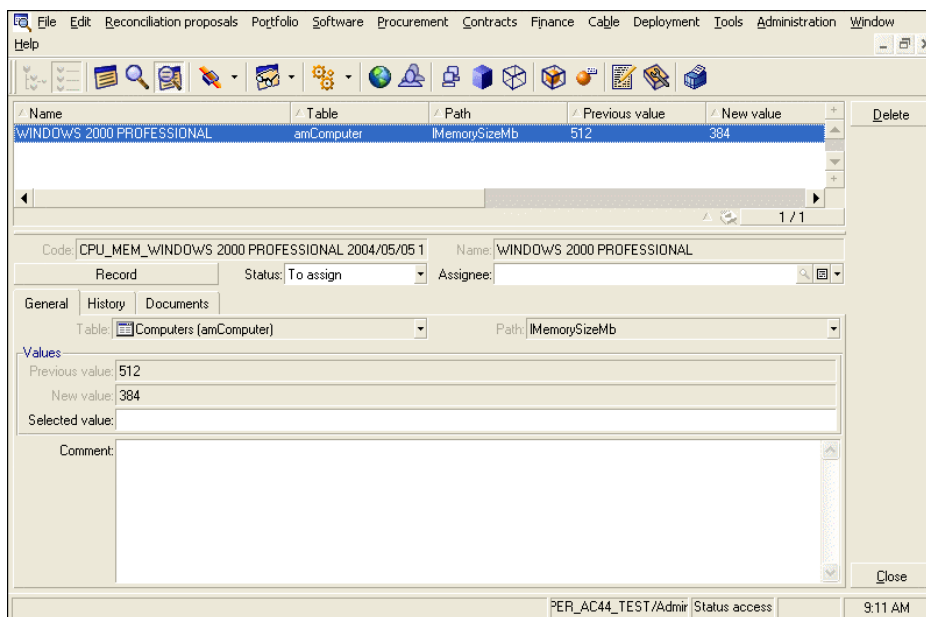 File Edit Reconciliation proposals Portfolio Software Procurement Contracts Finance Cable Deployment Tools Administration Window
Help
Name Table Path Previous value New value
Delete
WINDOWS 2000 PROFESSIONAL amComputer lMemorySizeMb 512 384
1 / 1
Code: CPU_MEM_WINDOWS 2000 PROFESSIONAL 2004/05/05 1 Name: WINDOWS 2000 PROFESSIONAL
Record Status: To assign Assignee:
General History Documents
Table: Computers (amComputer) Path: lMemorySizeMb
Values
Previous value: 512
New value: 384
Selected value:
Comment:
Close
PER_AC44_TEST/Admir Status access 9:11 AM